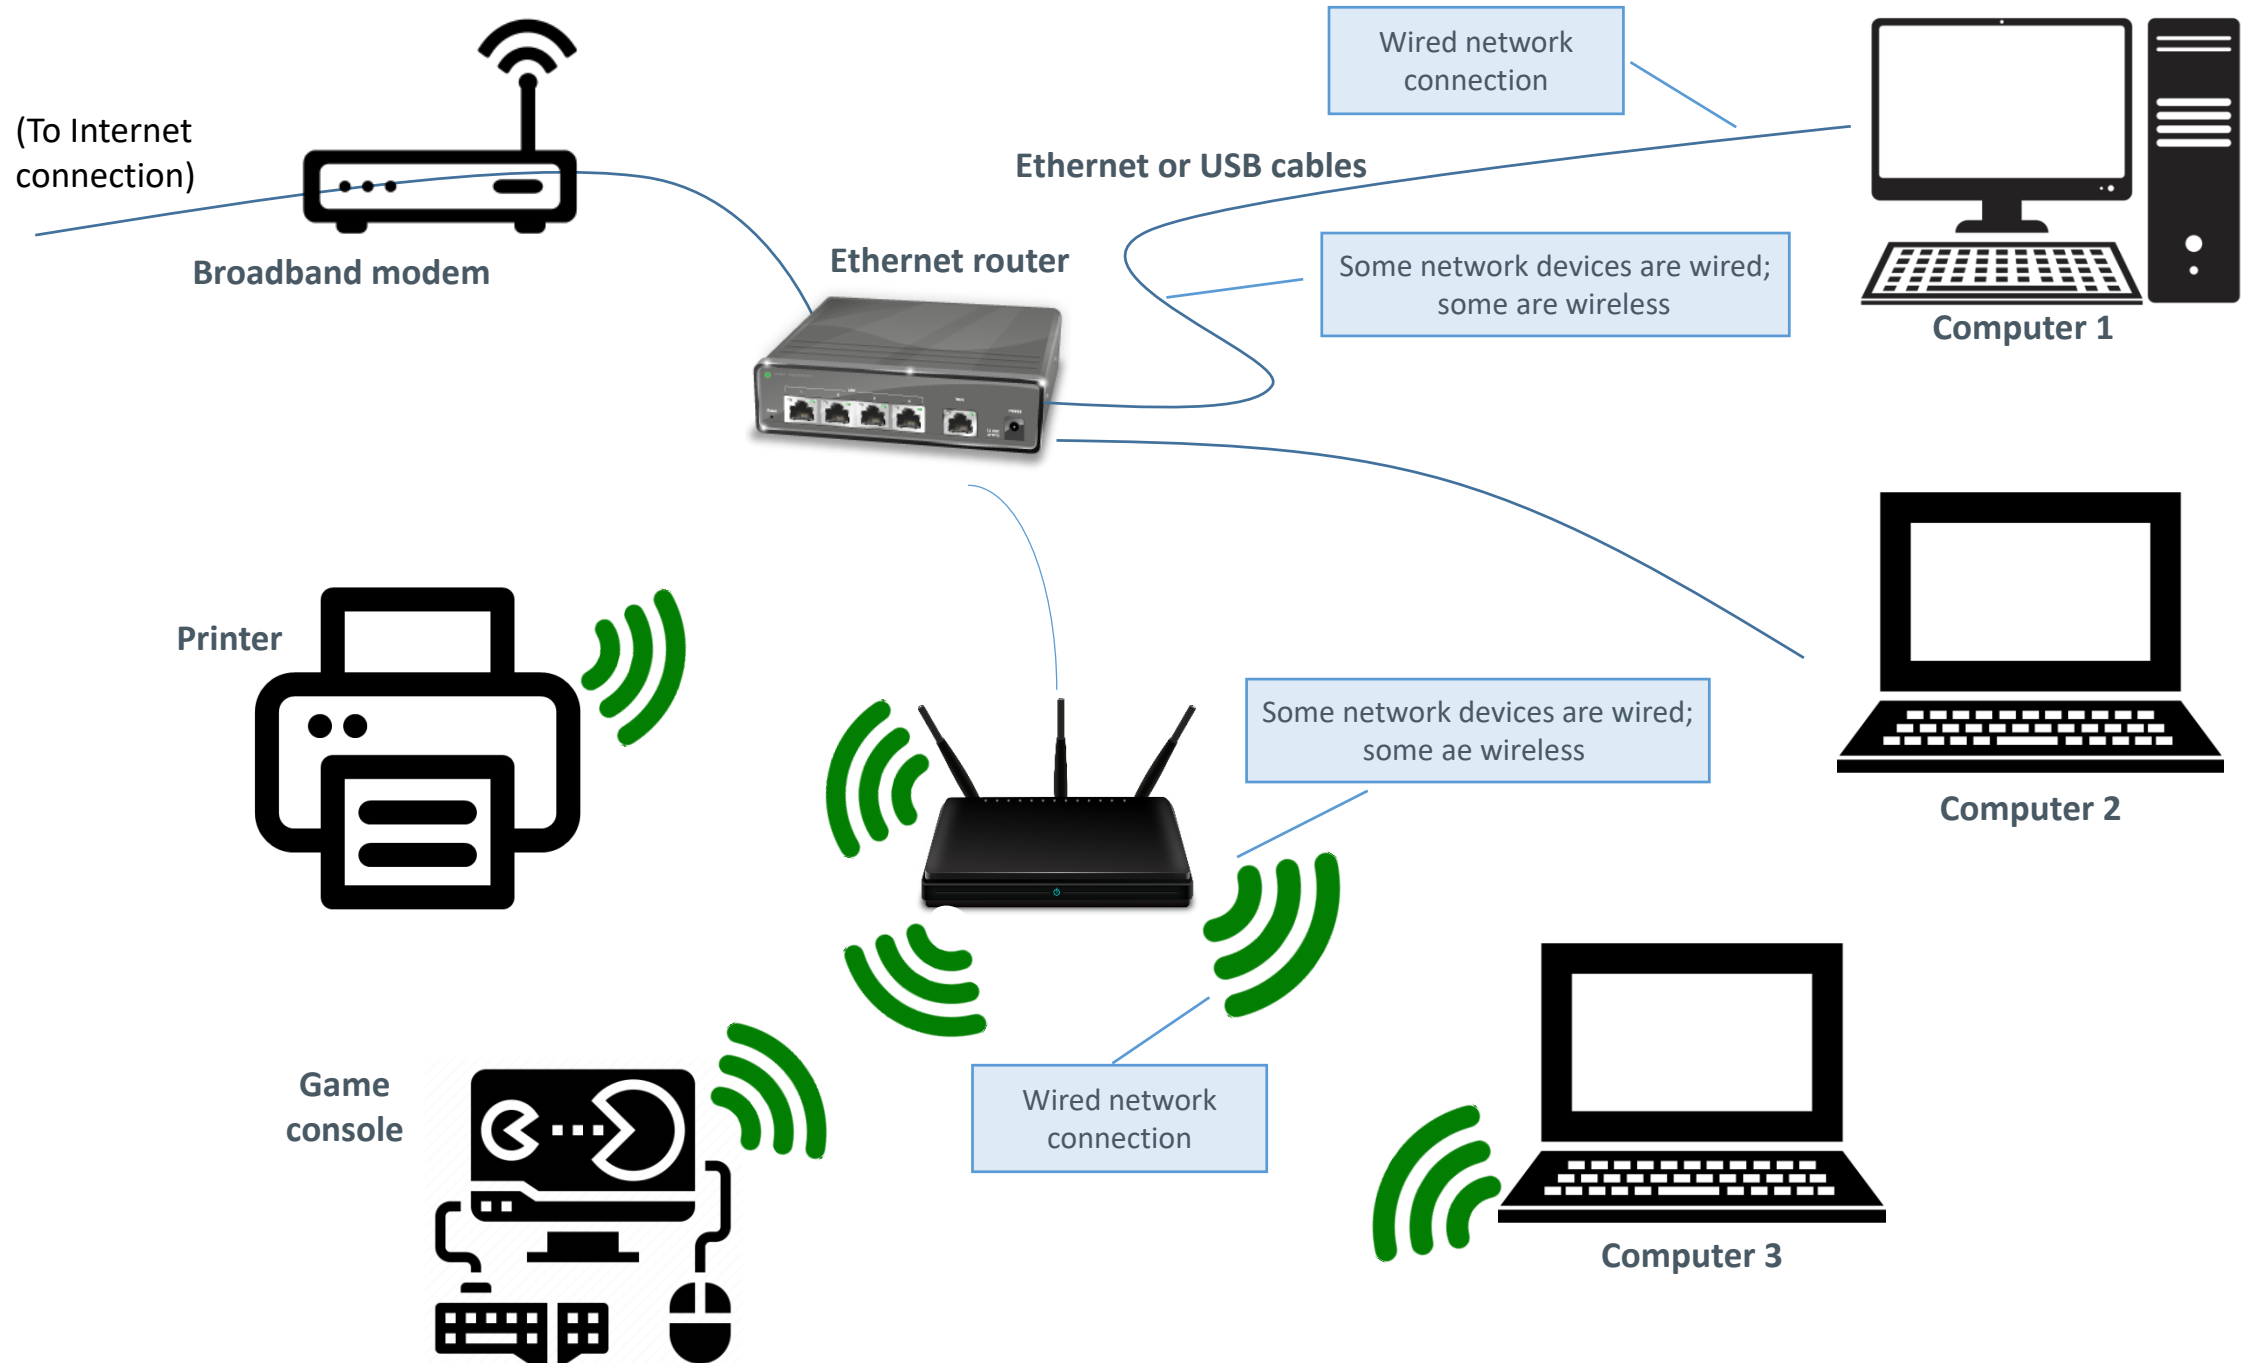 Wired network
connection
(To Internet
connection)
Ethernet or USB cables
Broadband modem
Ethernet router
Some network devices are wired;
some are wireless
Computer 1
Printer
Some network devices are wired;
some ae wireless
Computer 2
Game
console
Wired network
connection
Computer 3